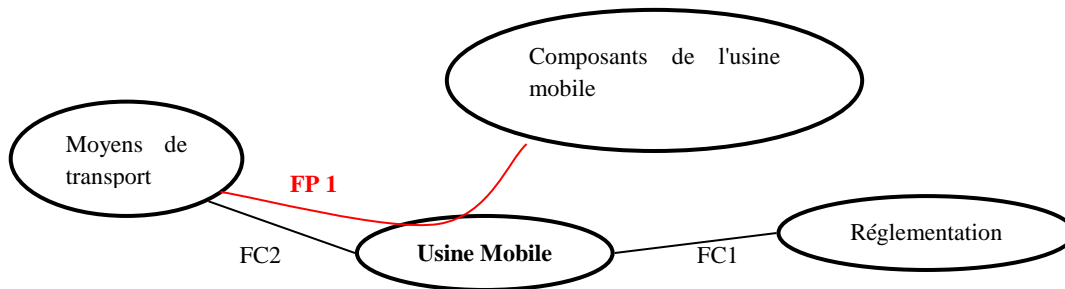 Composants de l'usine
mobile
Moyens de
transport
FP 1
FC2
Usine Mobile
FC1
Réglementation